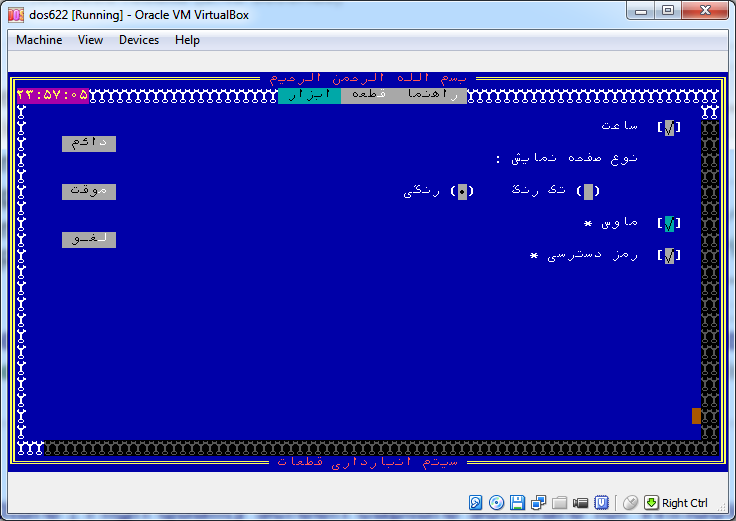 dos622 [Running] - Oracle VM VirtualBox
Machine View Devices Help
بسم الله الرحمن الرحیم
راهنما قطعه ابزار ۲۳:۵۷:۰۵
[√] ساعت
دائم
نوع صفحه نمایش :
( ) تک رنگ (•) رنگی
موقت
[√] ماوس *
لغو
[√] رمز دسترسی *
سیتم انبارداری قطعات
Right Ctrl